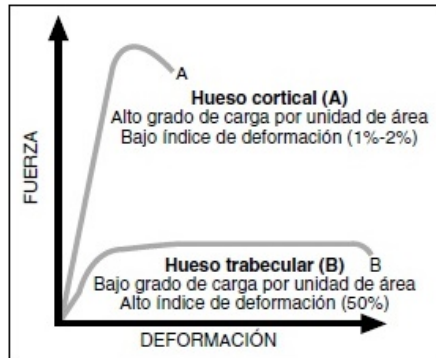 FUERZA
A
Hueso cortical (A)
Alto grado de carga por unidad de área
Bajo índice de deformación (1%-2%)
Hueso trabecular (B)
B
Bajo grado de carga por unidad de área
Alto índice de deformación (50%)
DEFORMACIÓN